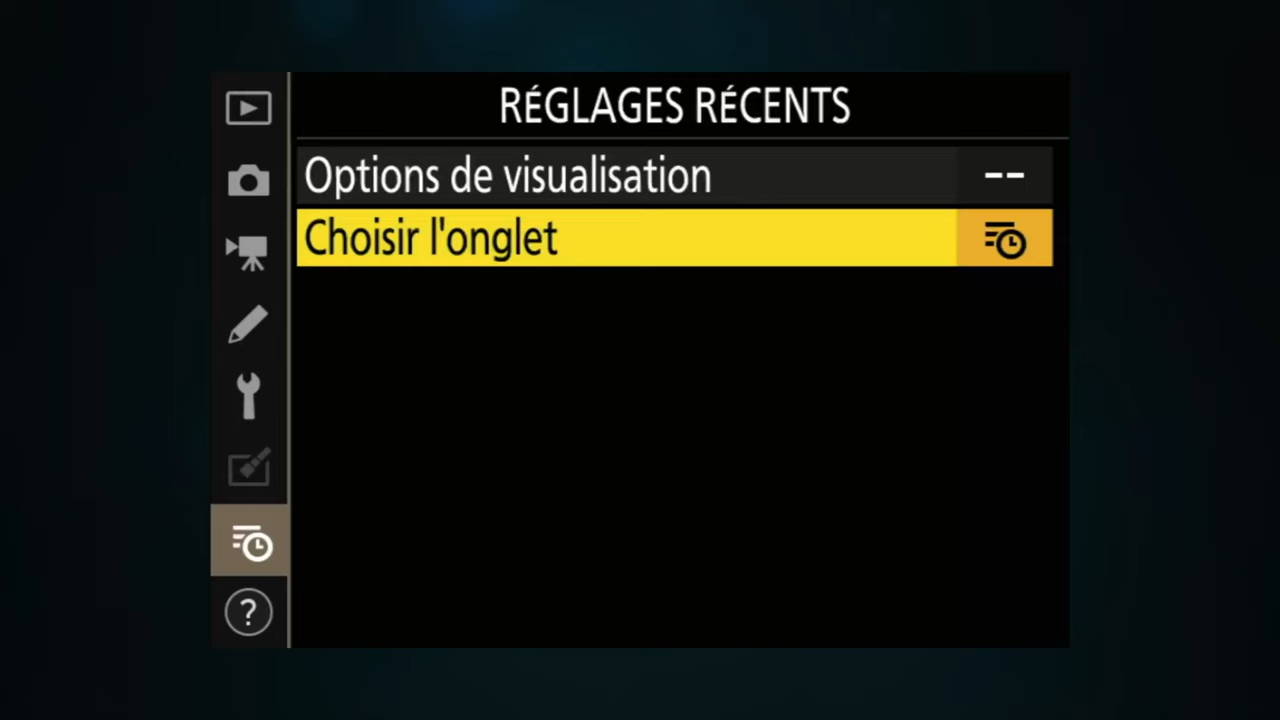 RÉGLAGES RÉCENTS
Options de visualisation --
Choisir l'onglet
?